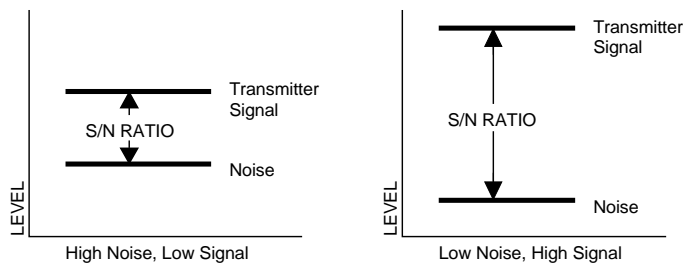 Transmitter
Signal
S/N RATIO
Noise
LEVEL
High Noise, Low Signal
Transmitter
Signal
S/N RATIO
Noise
LEVEL
Low Noise, High Signal